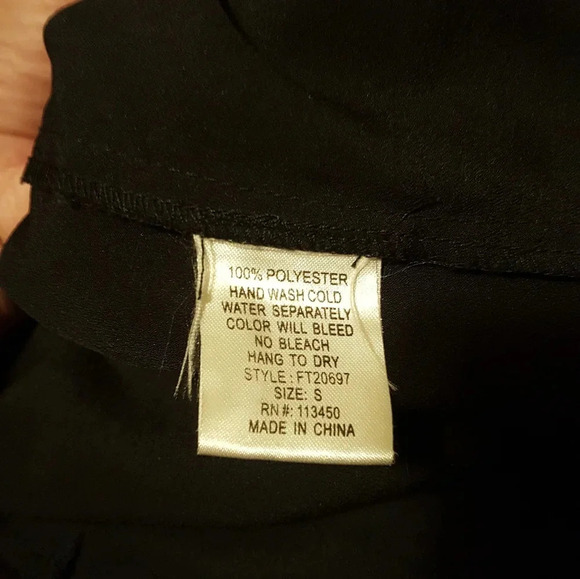 100% POLYESTER
HAND WASH COLD
WATER SEPARATELY
COLOR WILL BLEED
NO BLEACH
HANG TO DRY
STYLE : FT20697
SIZE: S
RN#: 113450
MADE IN CHINA